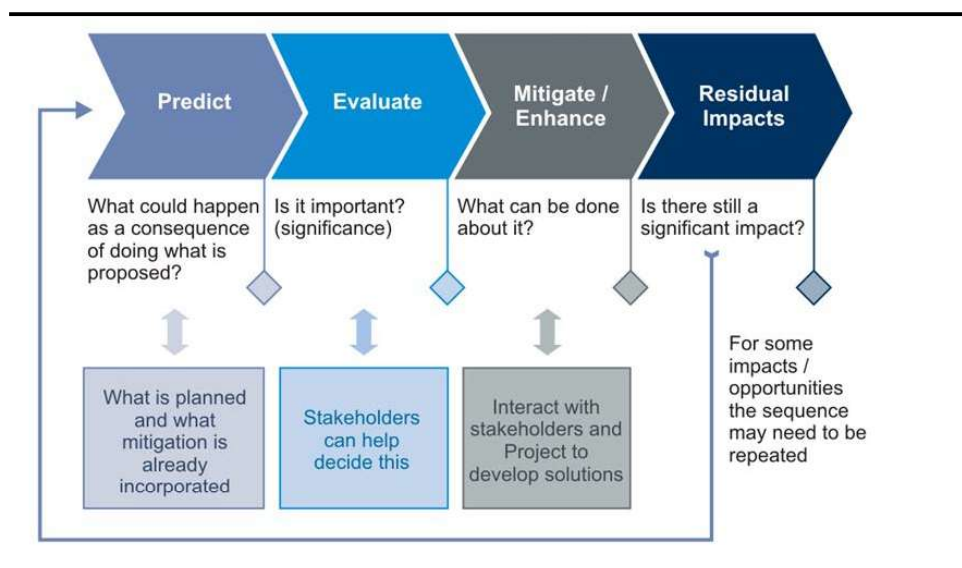 Predict
Evaluate
Mitigate /
Enhance
Residual
Impacts
What could happen
as a consequence
of doing what is
proposed?
Is it important?
(significance)
What can be done
about it?
Is there still a
significant impact?
What is planned
and what
mitigation is
already
incorporated
Stakeholders
can help
decide this
Interact with
stakeholders and
Project to
develop solutions
For some
impacts /
opportunities
the sequence
may need to be
repeated